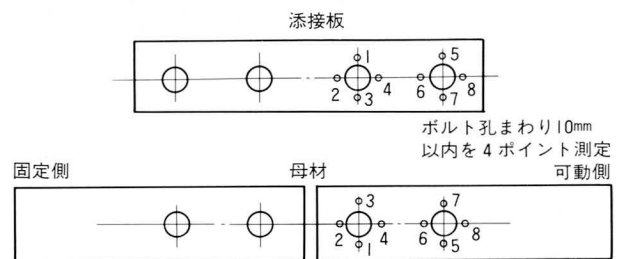 添接板
1 5
2 4 6 8
3 7
ボルト孔まわり10mm
以内を4ポイント測定
固定側 母材 可動側
3 7
2 4 6 8
1 5